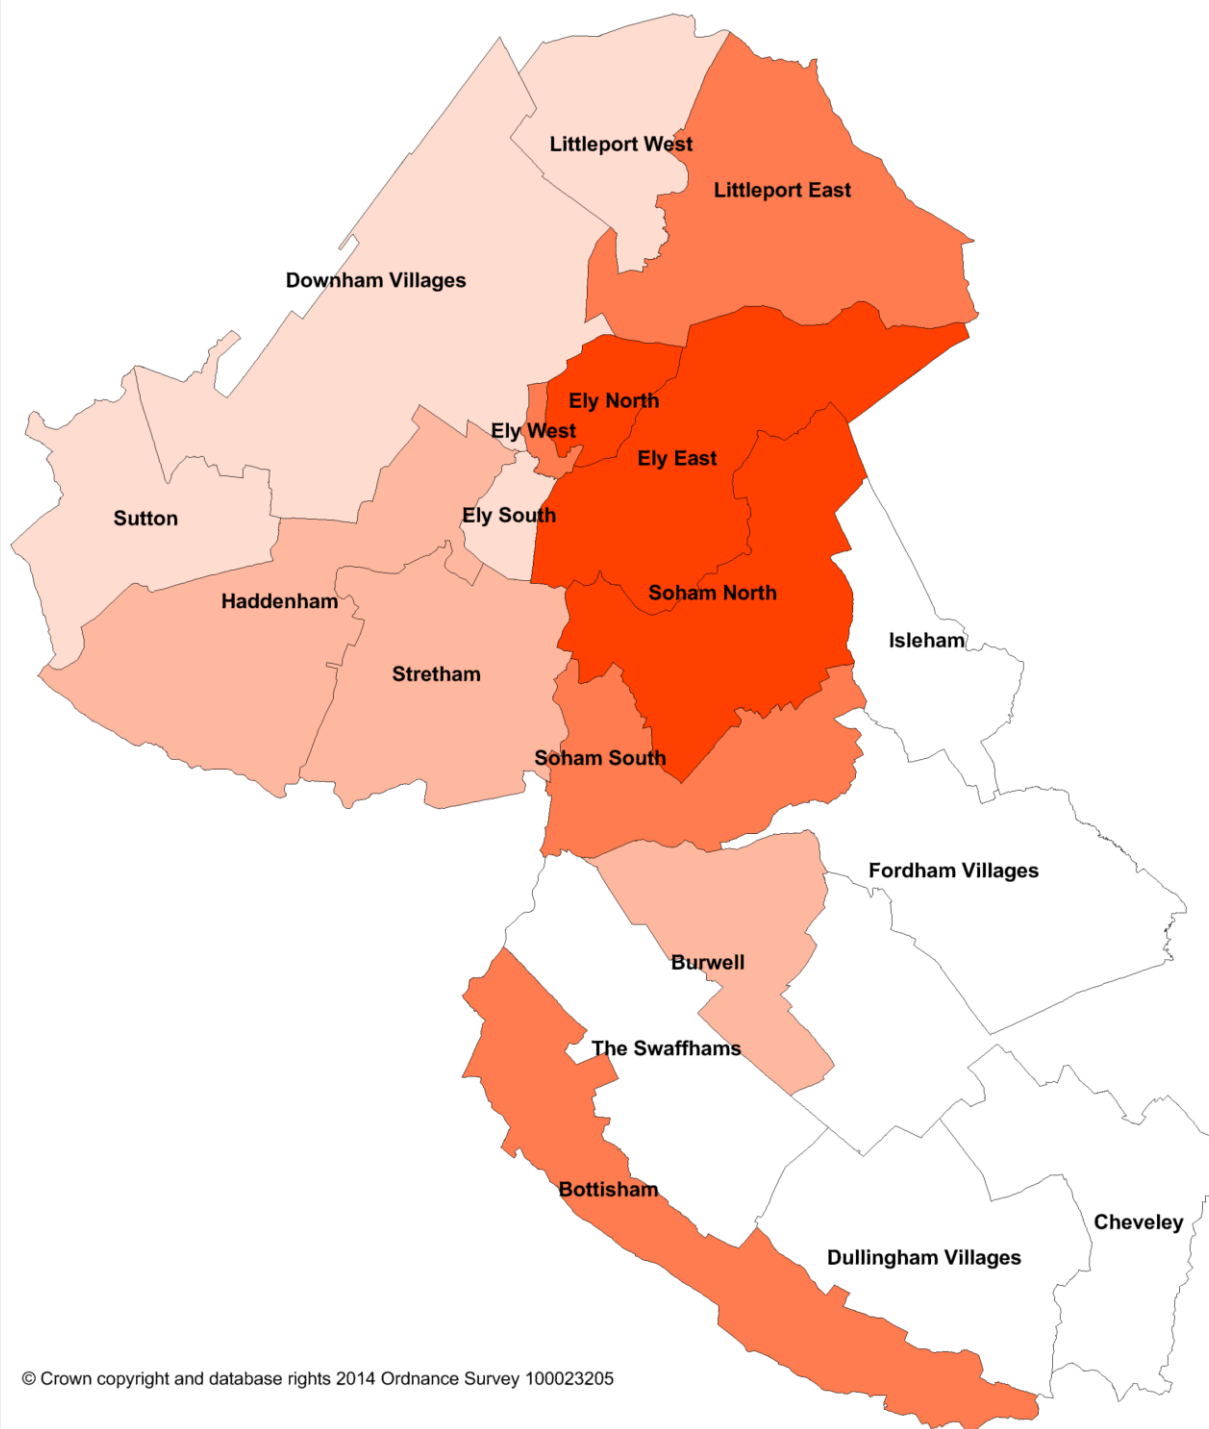 Littleport West
Littleport East
Downham Villages
Ely North
Ely West
Ely East
Sutton
Ely South
Soham North
Haddenham
Isleham
Stretham
Soham South
Fordham Villages
Burwell
The Swaffhams
Bottisham
Cheveley
Dullingham Villages
© Crown copyright and database rights 2014 Ordnance Survey 100023205